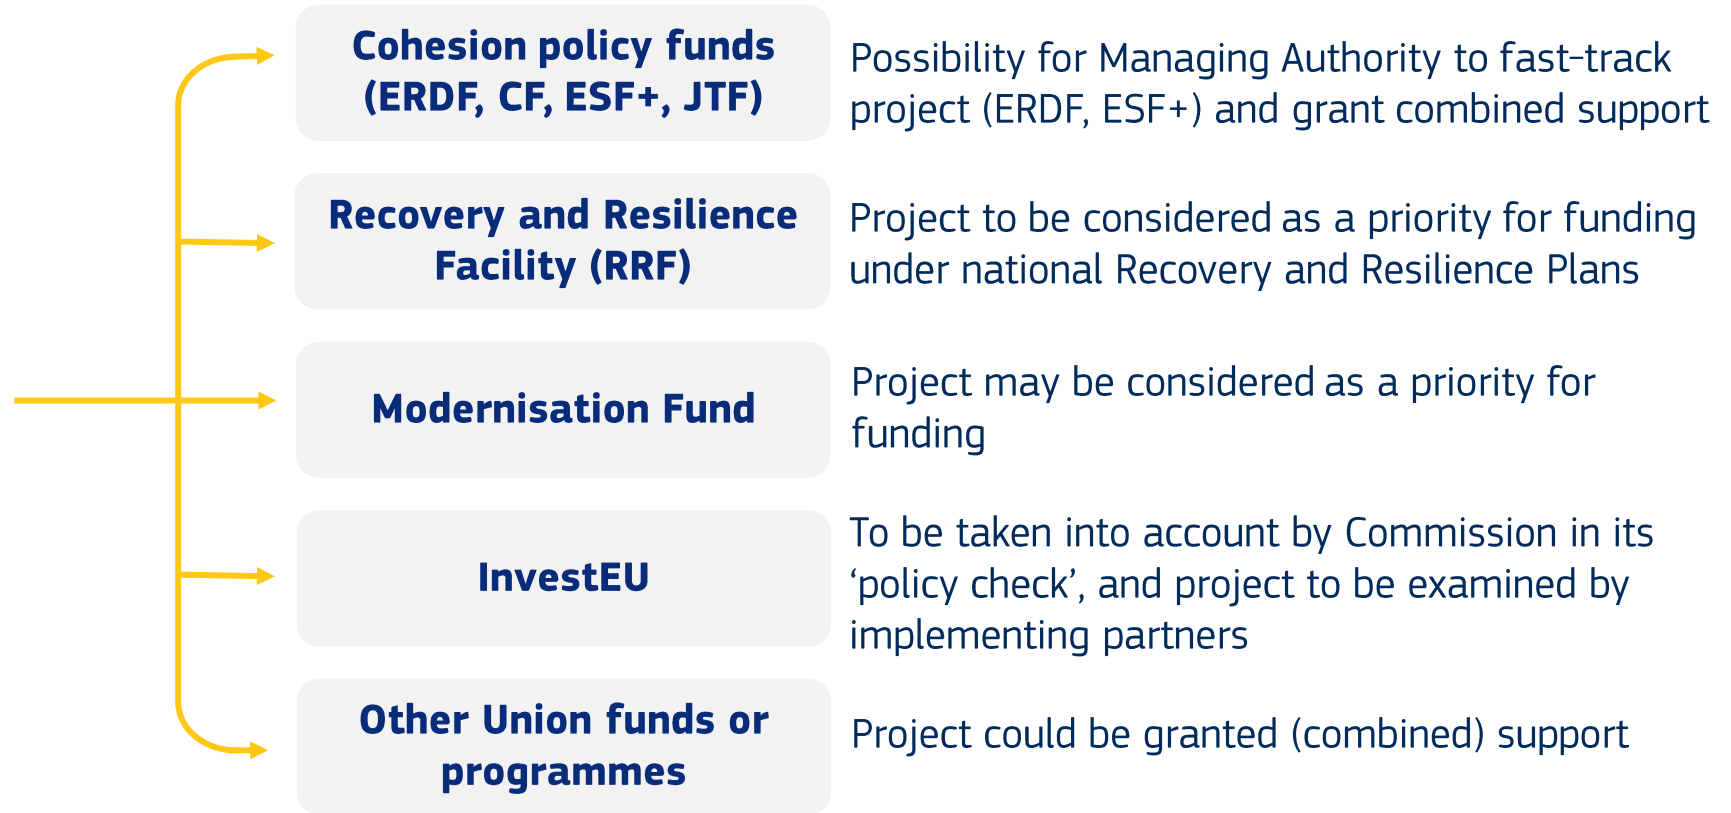 Cohesion policy funds
(ERDF, CF, ESF+, JTF)
Possibility for Managing Authority to fast-track
project (ERDF, ESF+) and grant combined support
Recovery and Resilience
Facility (RRF)
Project to be considered as a priority for funding
under national Recovery and Resilience Plans
Modernisation Fund
Project may be considered as a priority for
funding
InvestEU
To be taken into account by Commission in its
‘policy check’, and project to be examined by
implementing partners
Other Union funds or
programmes
Project could be granted (combined) support